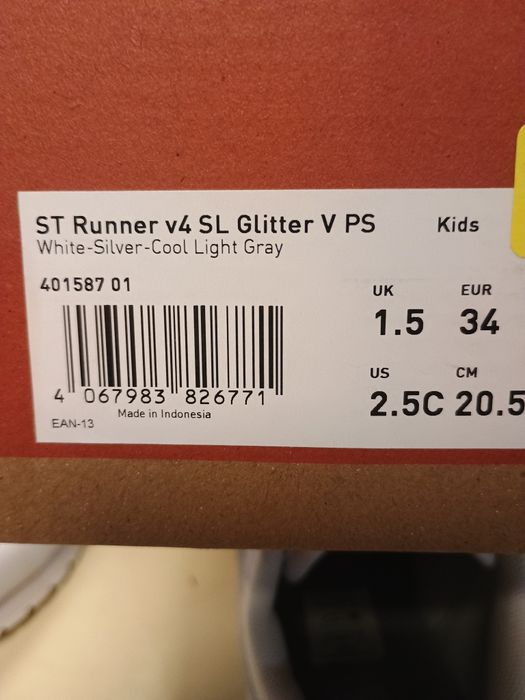 ST Runner v4 SL Glitter V PS Kids
White-Silver-Cool Light Gray
401587 01
UK EUR
1.5 34
US CM
2.5C 20.5
4 067983 826771
Made in Indonesia
EAN-13